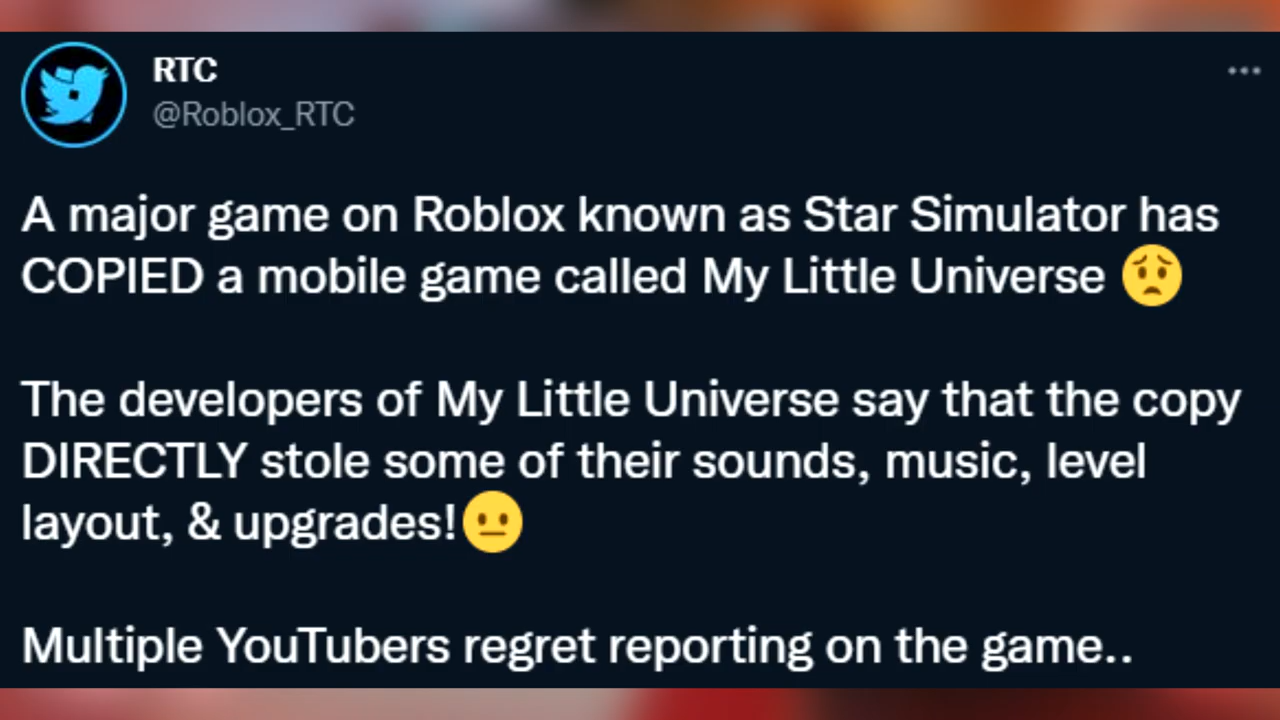 RTC
@Roblox_RTC
A major game on Roblox known as Star Simulator has
COPIED a mobile game called My Little Universe 😟
The developers of My Little Universe say that the copy
DIRECTLY stole some of their sounds, music, level
layout, & upgrades!😐
Multiple YouTubers regret reporting on the game..